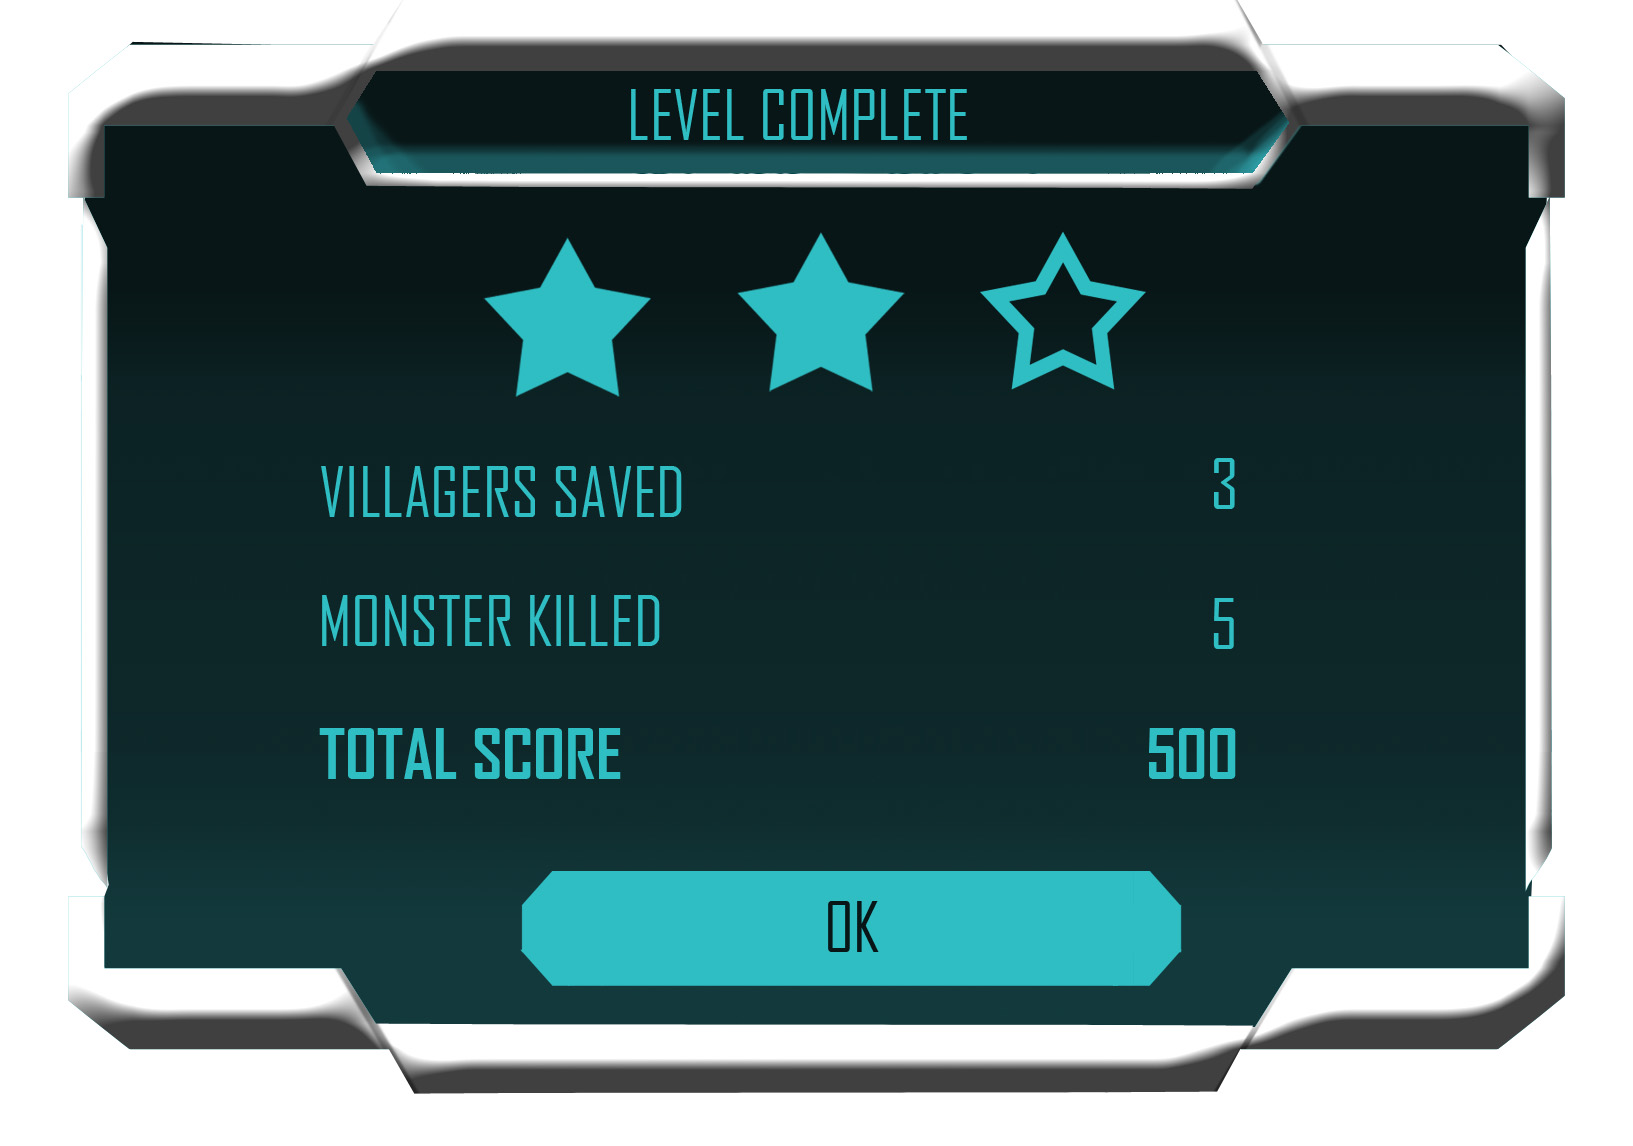 LEVEL COMPLETE
VILLAGERS SAVED 3
MONSTER KILLED 5
TOTAL SCORE 500
OK